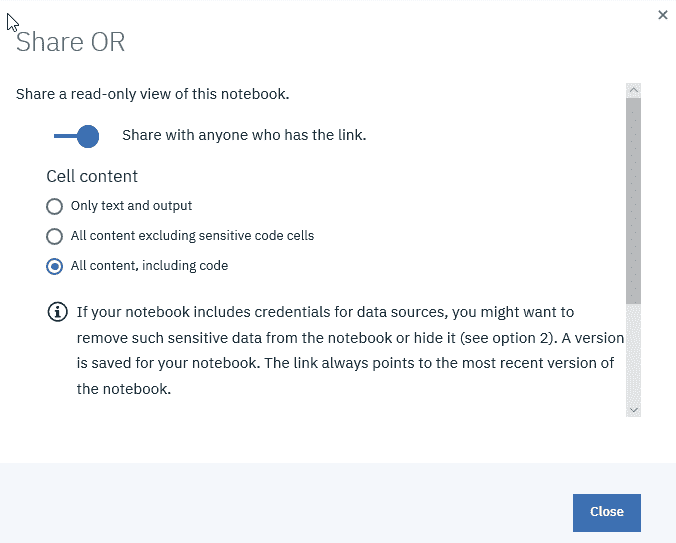 Share OR
Share a read-only view of this notebook.
Share with anyone who has the link.
Cell content
Only text and output
All content excluding sensitive code cells
All content, including code
If your notebook includes credentials for data sources, you might want to
remove such sensitive data from the notebook or hide it (see option 2). A version
is saved for your notebook. The link always points to the most recent version of
the notebook.
Close